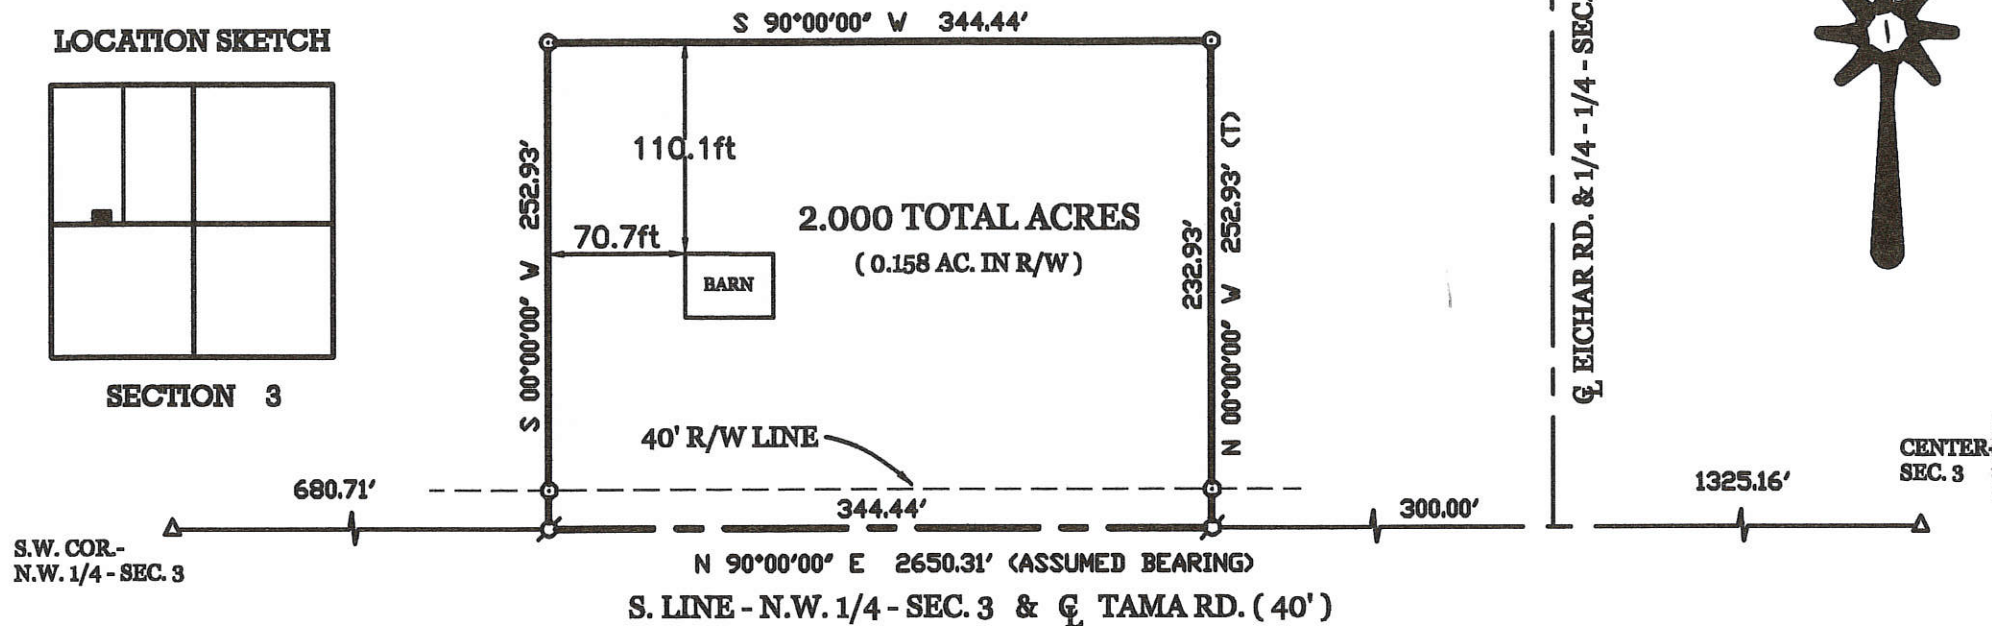 LOCATION SKETCH
SECTION 3
S 90°00'00" W 344.44'
S 00°00'00" W 252.93'
110.1ft
70.7ft
BARN
2.000 TOTAL ACRES
( 0.158 AC. IN R/W )
232.93'
N 00°00'00" W 252.93' (T)
40' R/W LINE
344.44'
680.71'
300.00'
1325.16'
S.W. COR.-
N.W. 1/4 - SEC. 3
CENTER-
SEC. 3
℄ EICHAR RD. & 1/4 - 1/4 - SEC.
N 90°00'00" E 2650.31' (ASSUMED BEARING)
S. LINE - N.W. 1/4 - SEC. 3 & ℄ TAMA RD. ( 40' )